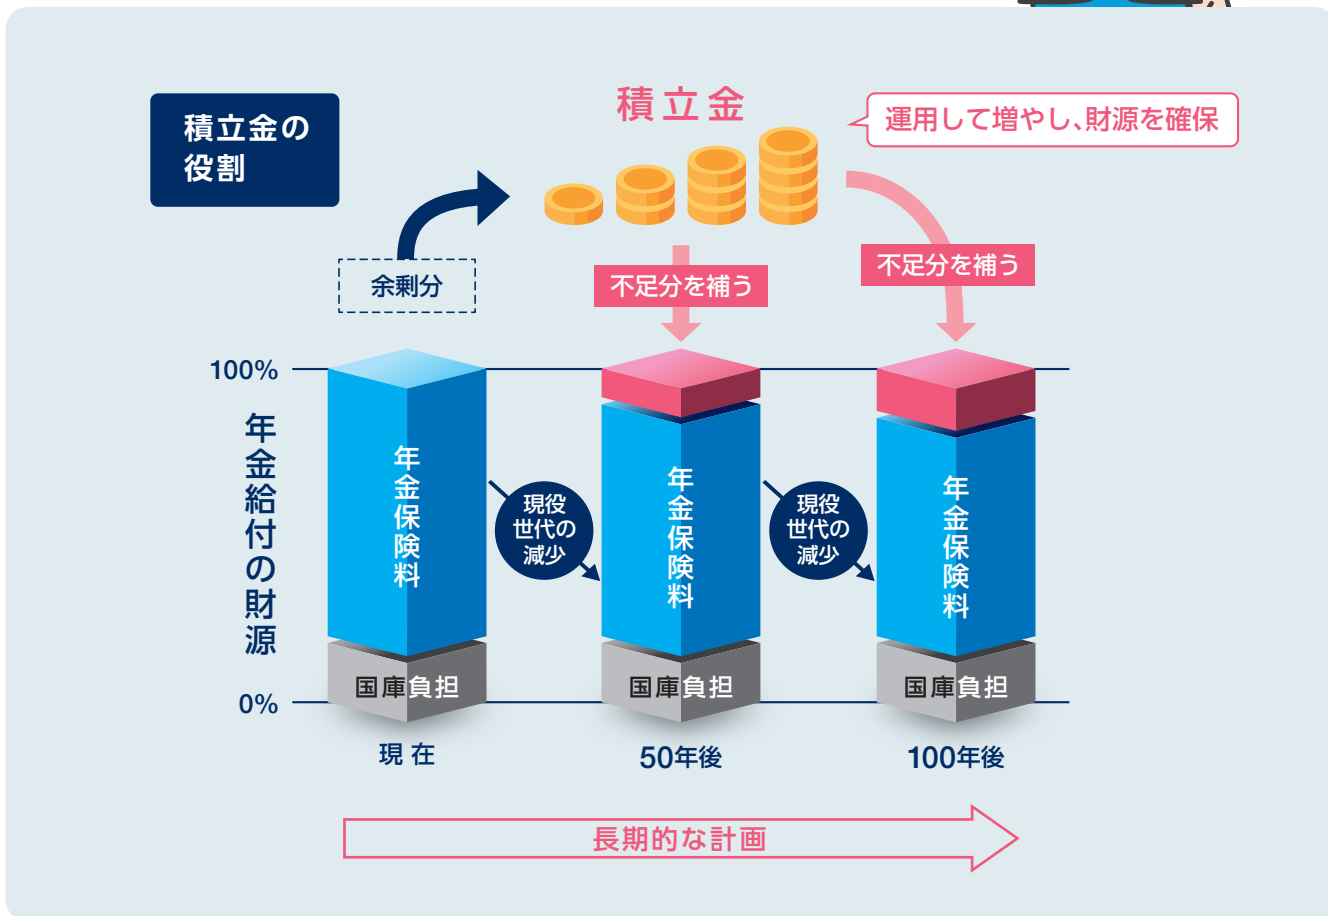 積立金の
役割
積立金
運用して増やし、財源を確保
余剰分
不足分を補う
不足分を補う
100%
年金給付の財源
0%
年金保険料
国庫負担
現在
現役
世代の
減少
年金保険料
国庫負担
50年後
現役
世代の
減少
年金保険料
国庫負担
100年後
長期的な計画